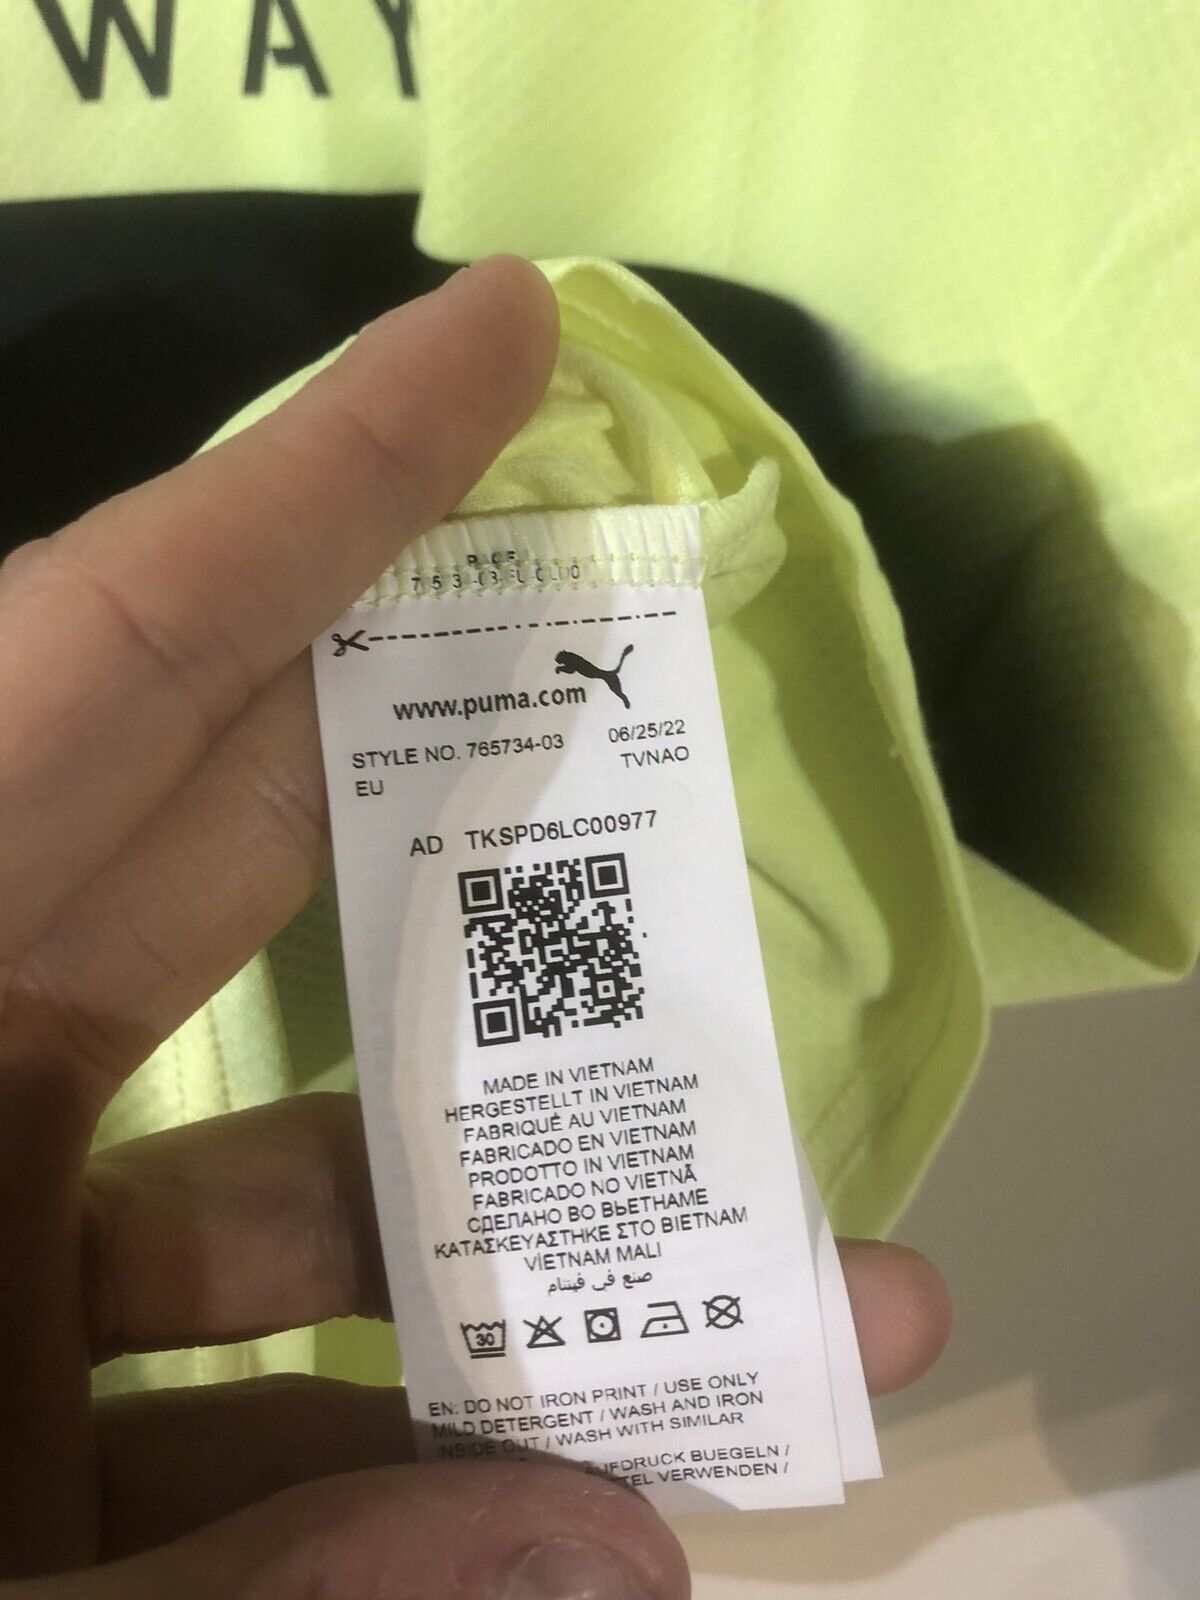 WAY
www.puma.com
STYLE NO. 765734-03 06/25/22
EU TVNAO
AD TKSPD6LC00977
MADE IN VIETNAM
HERGESTELLT IN VIETNAM
FABRIQUÉ AU VIETNAM
FABRICADO EN VIETNAM
PRODOTTO IN VIETNAM
FABRICADO NO VIETNÃ
СДЕЛАНО ВО ВЬЕТНАМЕ
ΚΑΤΑΣΚΕΥΑΣΤΗΚΕ ΣΤΟ ΒΙΕΤΝΑΜ
VİETNAM MALI
صنع في فيتنام
30
EN: DO NOT IRON PRINT / USE ONLY
MILD DETERGENT / WASH AND IRON
INSIDE OUT / WASH WITH SIMILAR
BUEGELN /
VERWENDEN /